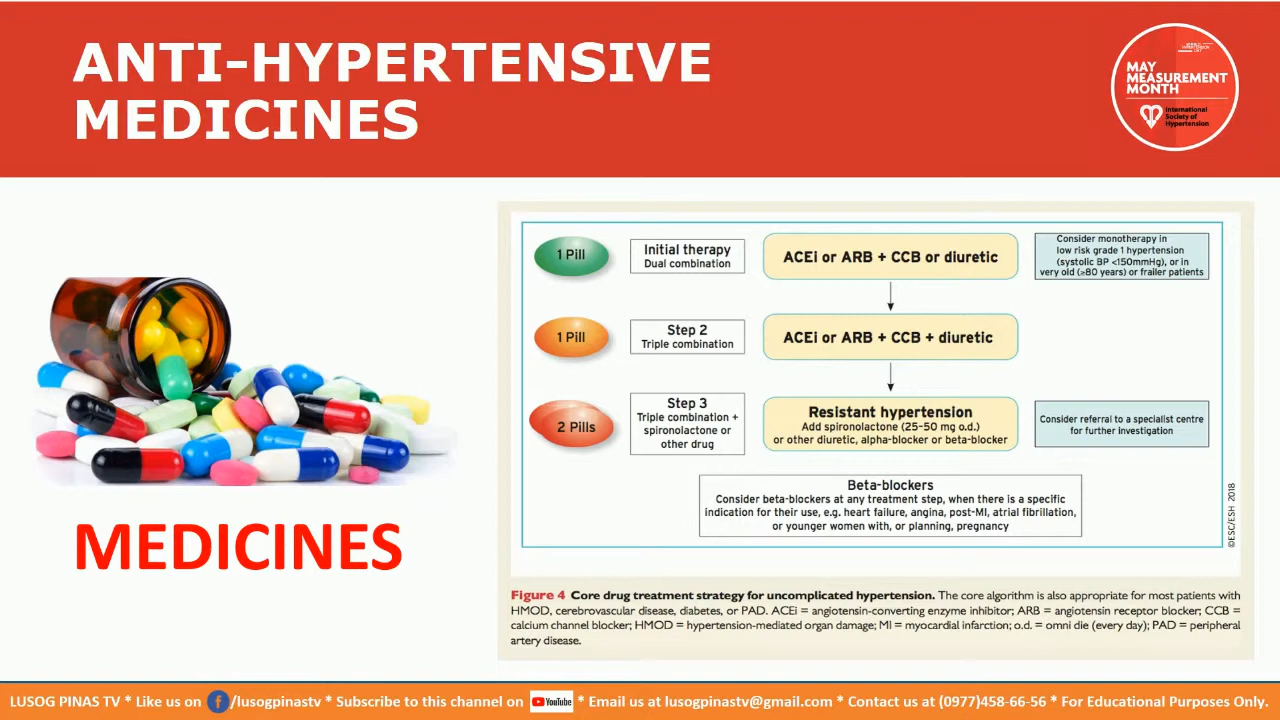 ANTI-HYPERTENSIVE
MEDICINES
MAY
MEASUREMENT
MONTH
International
Society of
Hypertension
1 Pill
Initial therapy
Dual combination
ACEi or ARB + CCB or diuretic
Consider monotherapy in
low risk grade 1 hypertension
(systolic BP <150mmHg), or in
very old (≥80 years) or frailer patients
1 Pill
Step 2
Triple combination
ACEi or ARB + CCB + diuretic
2 Pills
Step 3
Triple combination +
spironolactone or
other drug
Resistant hypertension
Add spironolactone (25–50 mg o.d.)
or other diuretic, alpha-blocker or beta-blocker
Consider referral to a specialist centre
for further investigation
Beta-blockers
Consider beta-blockers at any treatment step, when there is a specific
indication for their use, e.g. heart failure, angina, post-MI, atrial fibrillation,
or younger women with, or planning, pregnancy
©ESC/ESH 2018
MEDICINES
Figure 4 Core drug treatment strategy for uncomplicated hypertension. The core algorithm is also appropriate for most patients with
HMOD, cerebrovascular disease, diabetes, or PAD. ACEi = angiotensin-converting enzyme inhibitor; ARB = angiotensin receptor blocker; CCB =
calcium channel blocker; HMOD = hypertension-mediated organ damage; MI = myocardial infarction; o.d. = omni die (every day); PAD = peripheral
artery disease.
LUSOG PINAS TV * Like us on f /lusogpinastv * Subscribe to this channel on YouTube * Email us at lusogpinastv@gmail.com * Contact us at (0977)458-66-56 * For Educational Purposes Only.